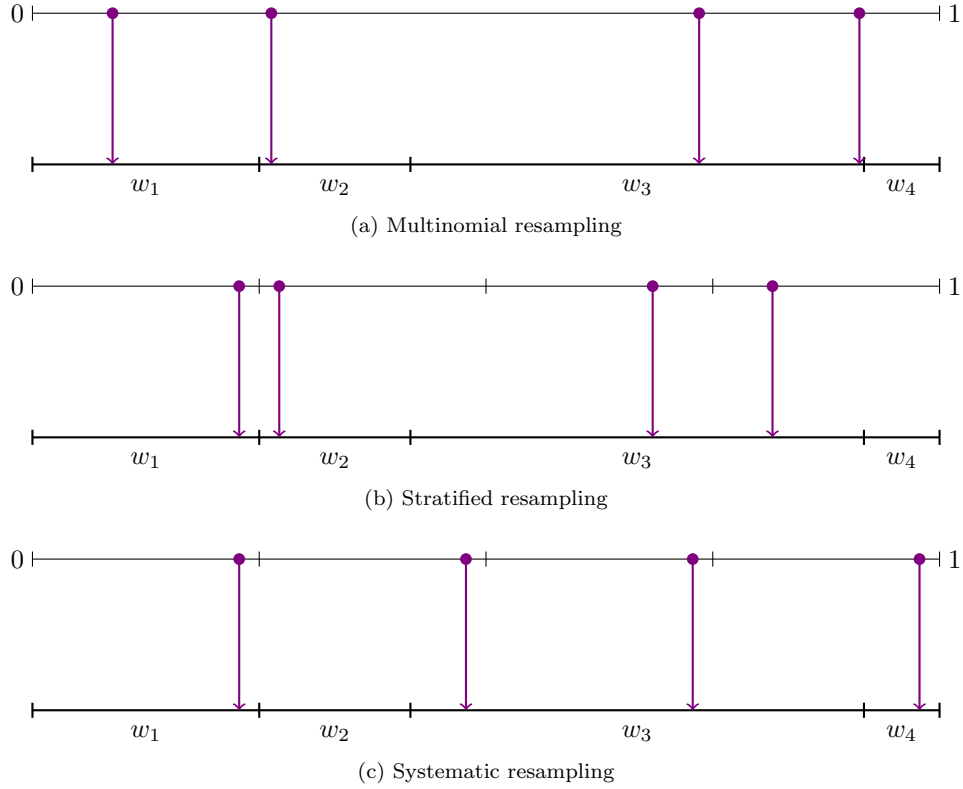 0 1
w₁ w₂ w₃ w₄
(a) Multinomial resampling
0 1
w₁ w₂ w₃ w₄
(b) Stratified resampling
0 1
w₁ w₂ w₃ w₄
(c) Systematic resampling